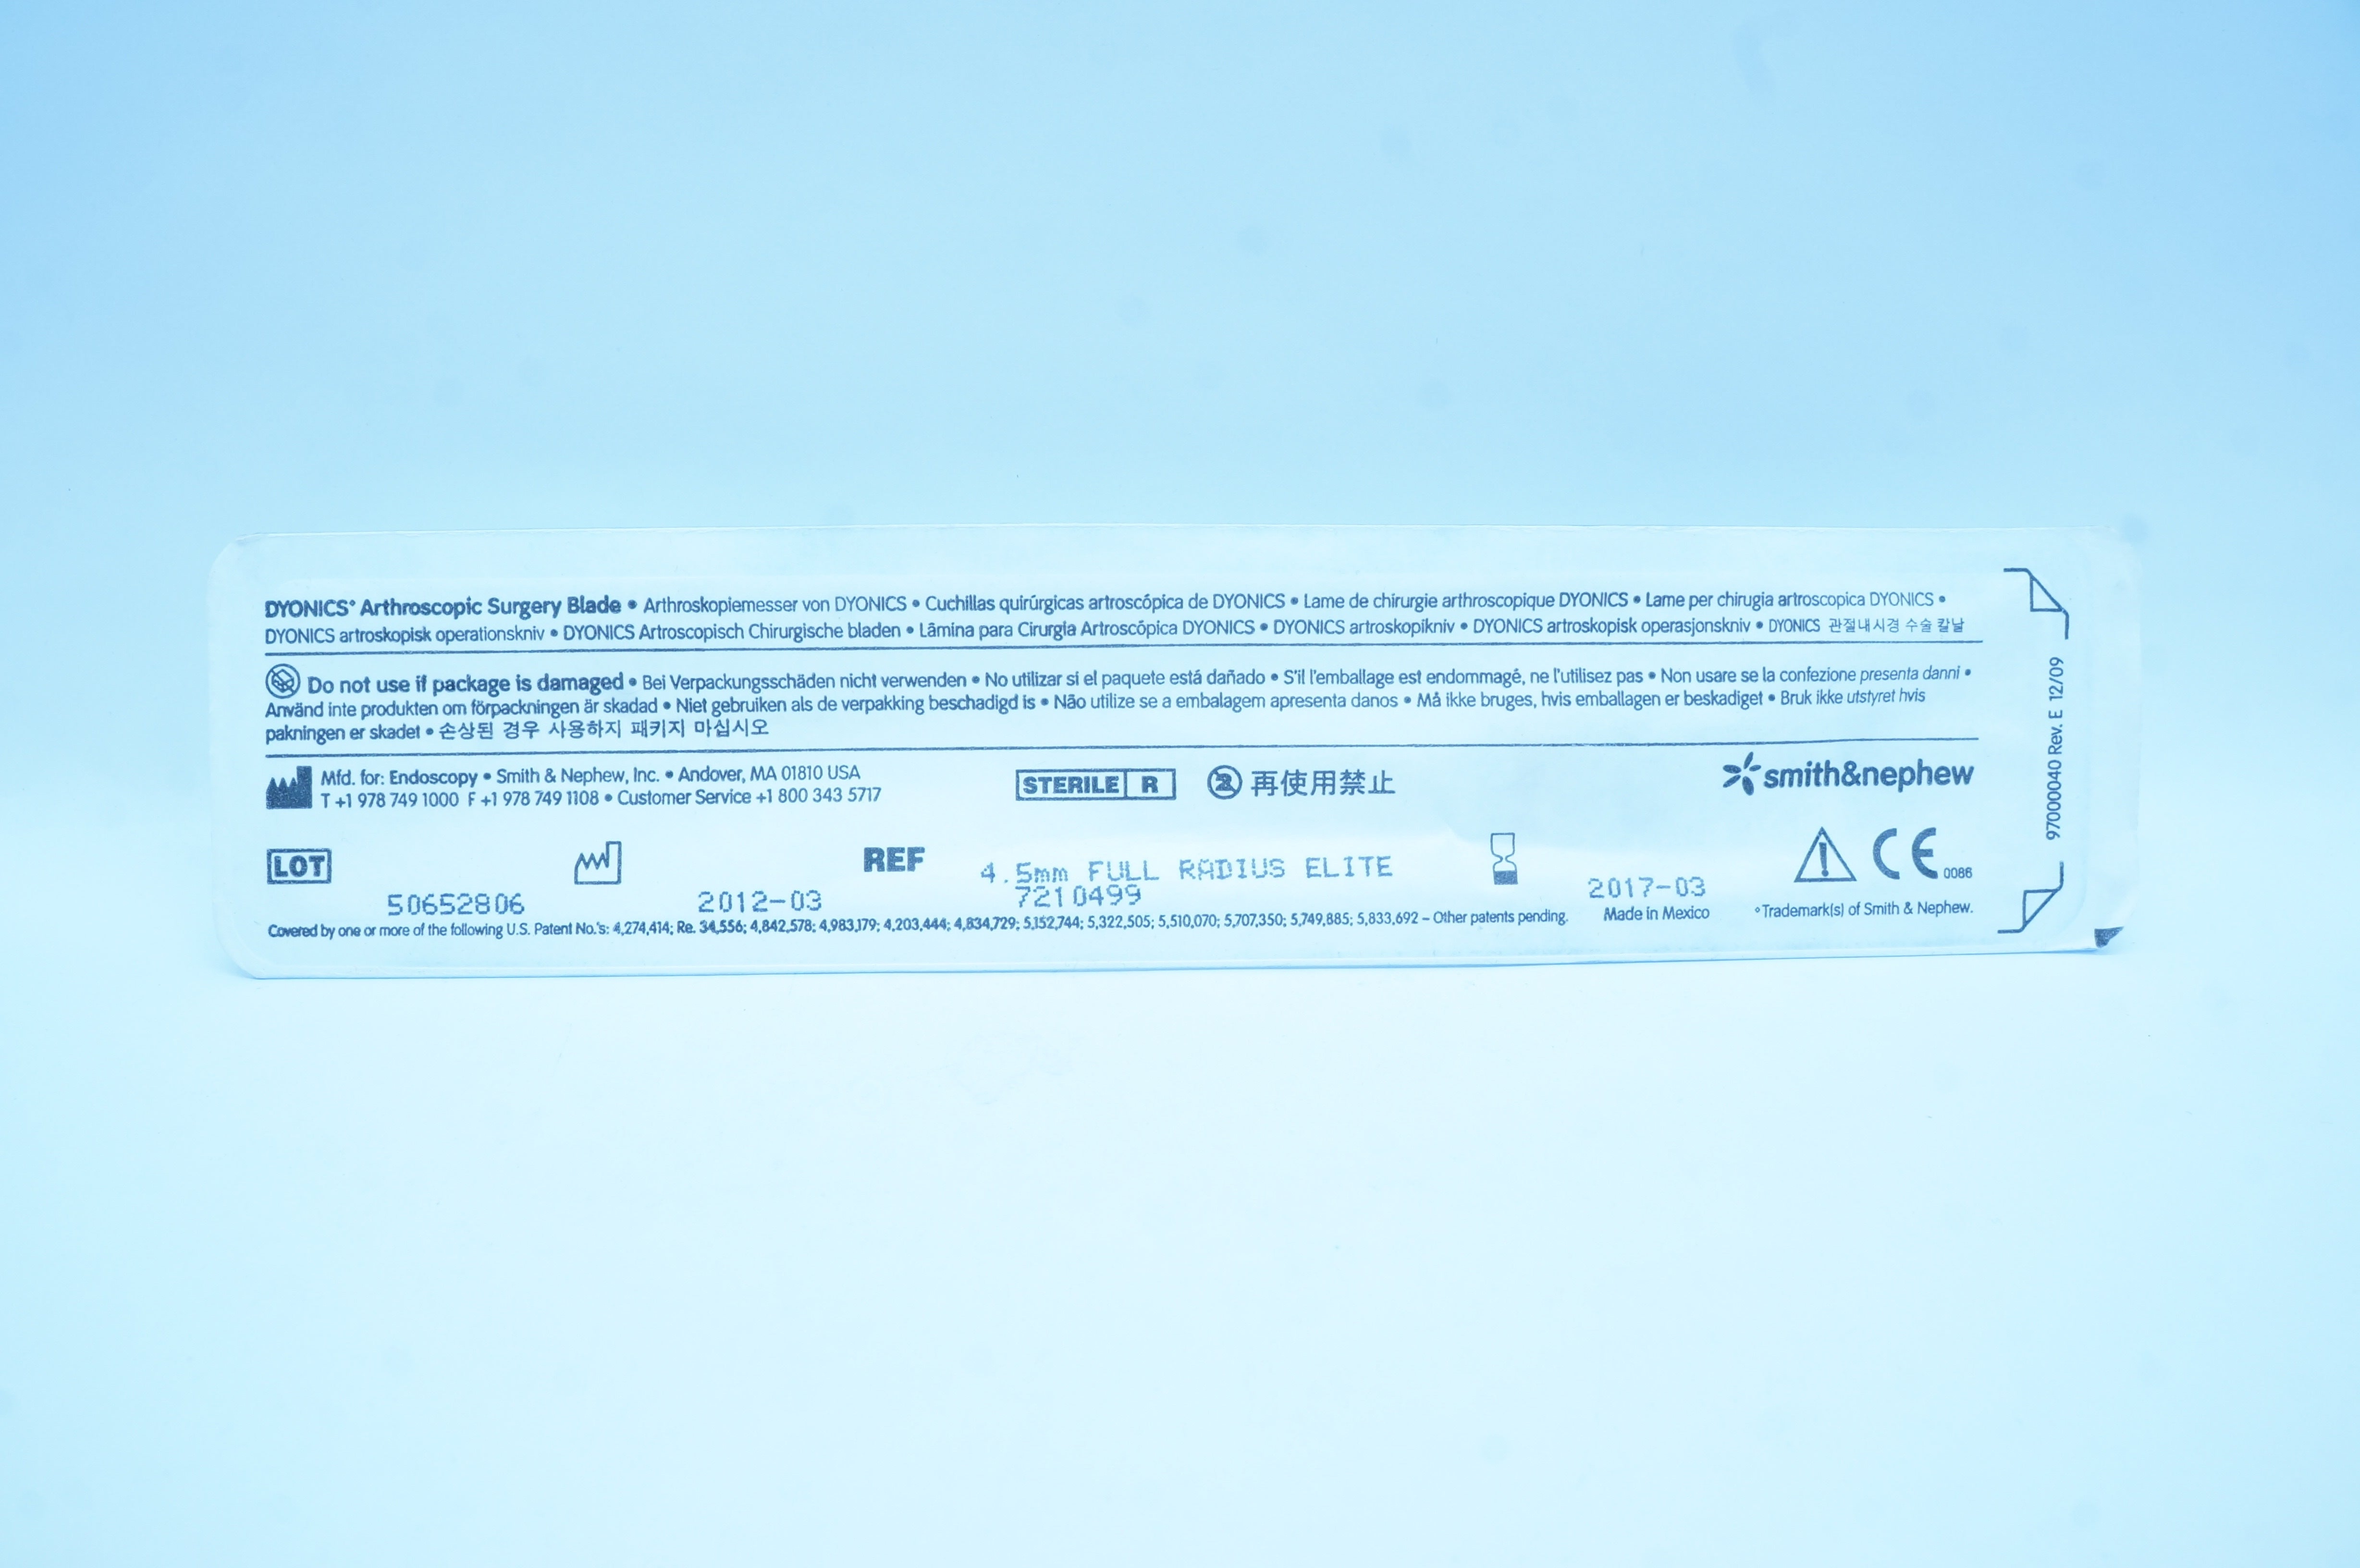 DYONICS° Arthroscopic Surgery Blade • Arthroskopiemesser von DYONICS • Cuchillas quirúrgicas artroscópica de DYONICS • Lame de chirurgie arthroscopique DYONICS • Lame per chirugia artroscopica DYONICS •
DYONICS artroskopisk operationskniv • DYONICS Artroscopisch Chirurgische bladen • Lâmina para Cirurgia Artroscópica DYONICS • DYONICS artroskopikniv • DYONICS artroskopisk operasjonskniv • DYONICS 관절내시경 수술 칼날
Do not use if package is damaged • Bei Verpackungsschäden nicht verwenden • No utilizar si el paquete está dañado • S'il l'emballage est endommagé, ne l'utilisez pas • Non usare se la confezione presenta danni •
Använd inte produkten om förpackningen är skadad • Niet gebruiken als de verpakking beschadigd is • Não utilize se a embalagem apresenta danos • Må ikke bruges, hvis emballagen er beskadiget • Bruk ikke utstyret hvis
pakningen er skadet • 손상된 경우 사용하지 패키지 마십시오
Mfd. for: Endoscopy • Smith & Nephew, Inc. • Andover, MA 01810 USA
T +1 978 749 1000 F +1 978 749 1108 • Customer Service +1 800 343 5717
STERILE R
2 再使用禁止
smith&nephew
LOT
50652806
2012-03
REF
4.5mm FULL RADIUS ELITE
7210499
2017-03
Made in Mexico
CE 0086
°Trademark(s) of Smith & Nephew.
Covered by one or more of the following U.S. Patent No.'s: 4,274,414; Re. 34,556; 4,842,578; 4,983,179; 4,203,444; 4,834,729; 5,152,744; 5,322,505; 5,510,070; 5,707,350; 5,749,885; 5,833,692 – Other patents pending.
97000040 Rev. E 12/09